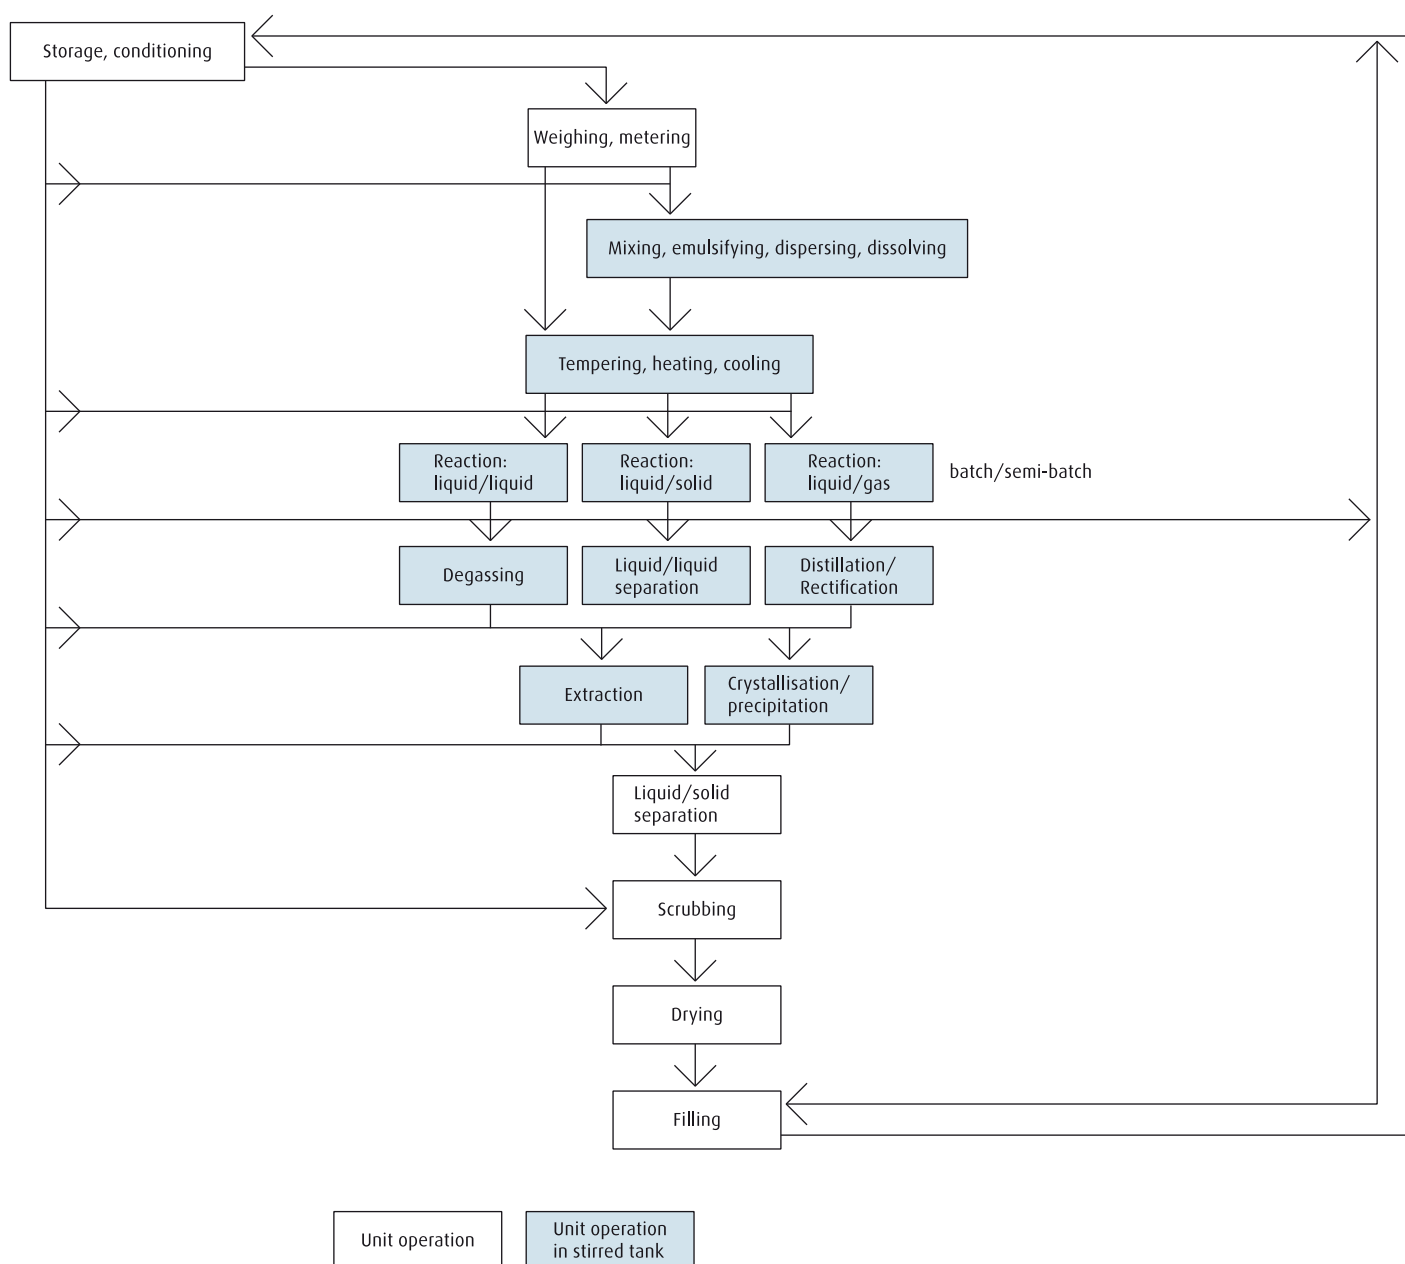 Storage, conditioning
Weighing, metering
Mixing, emulsifying, dispersing, dissolving
Tempering, heating, cooling
Reaction:
liquid/liquid
Reaction:
liquid/solid
Reaction:
liquid/gas
batch/semi-batch
Degassing
Liquid/liquid
separation
Distillation/
Rectification
Extraction
Crystallisation/
precipitation
Liquid/solid
separation
Scrubbing
Drying
Filling
Unit operation
Unit operation
in stirred tank